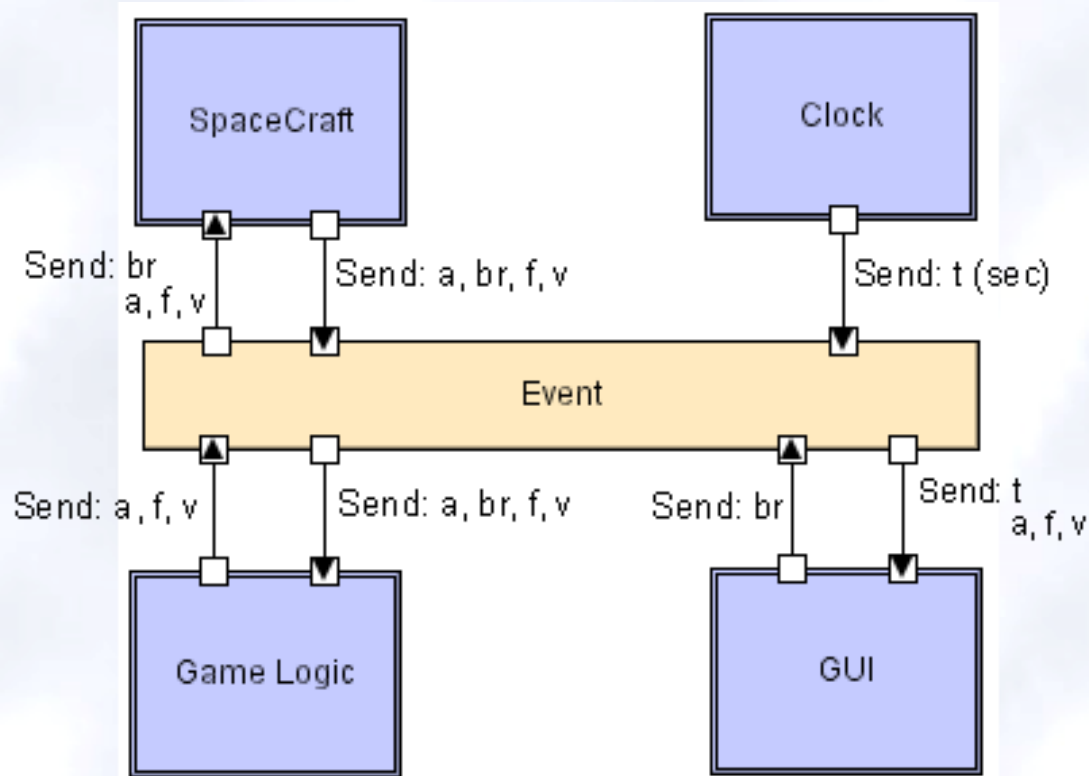 SpaceCraft
Clock
Send: br
a, f, v
Send: a, br, f, v
Send: t (sec)
Event
Send: a, f, v
Send: a, br, f, v
Send: br
Send: t
a, f, v
Game Logic
GUI